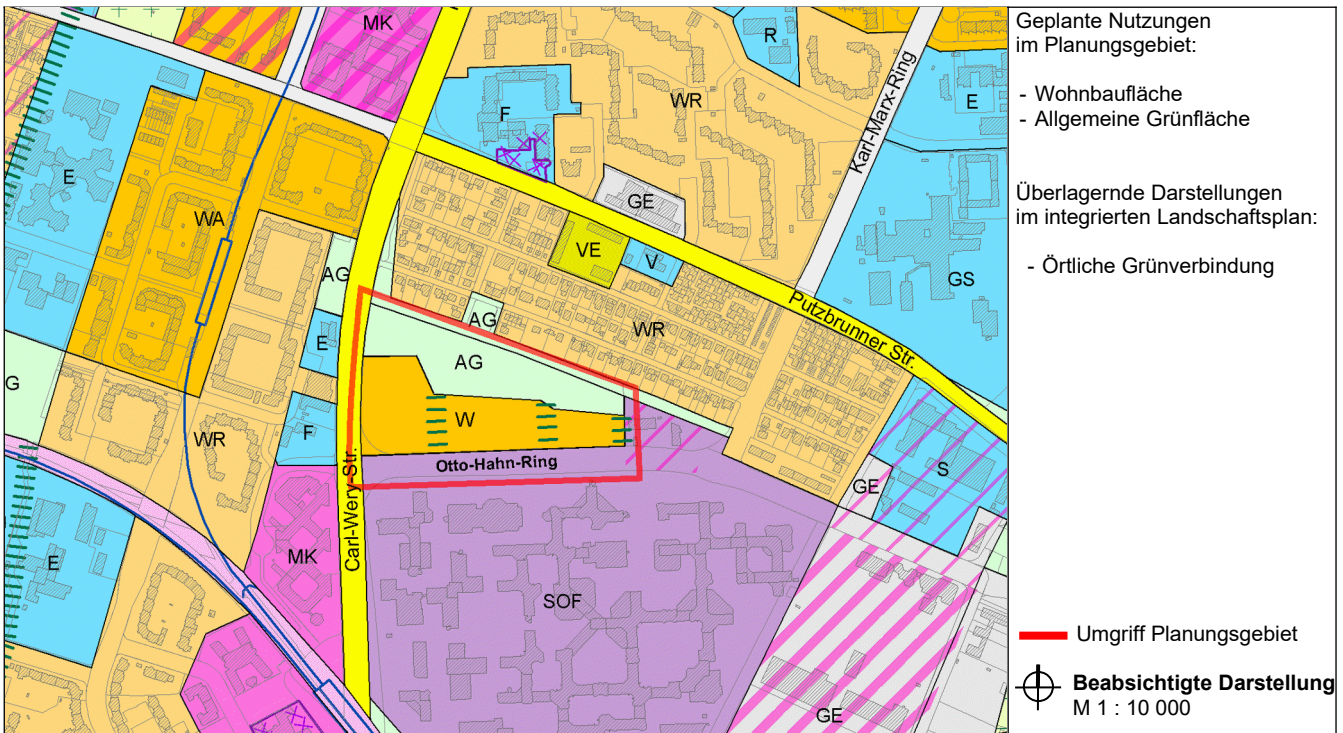 MK
R
Karl-Marx-Ring
E
F
WR
E
GE
WA
VE
V
GS
AG
Putzbrunner Str.
AG
WR
E
AG
G
W
WR
F
Otto-Hahn-Ring
S
GE
Carl-Wery-Str.
MK
E
SOF
GE
Geplante Nutzungen
im Planungsgebiet:
- Wohnbaufläche
- Allgemeine Grünfläche
Überlagernde Darstellungen
im integrierten Landschaftsplan:
- Örtliche Grünverbindung
Umgriff Planungsgebiet
Beabsichtigte Darstellung
M 1 : 10 000